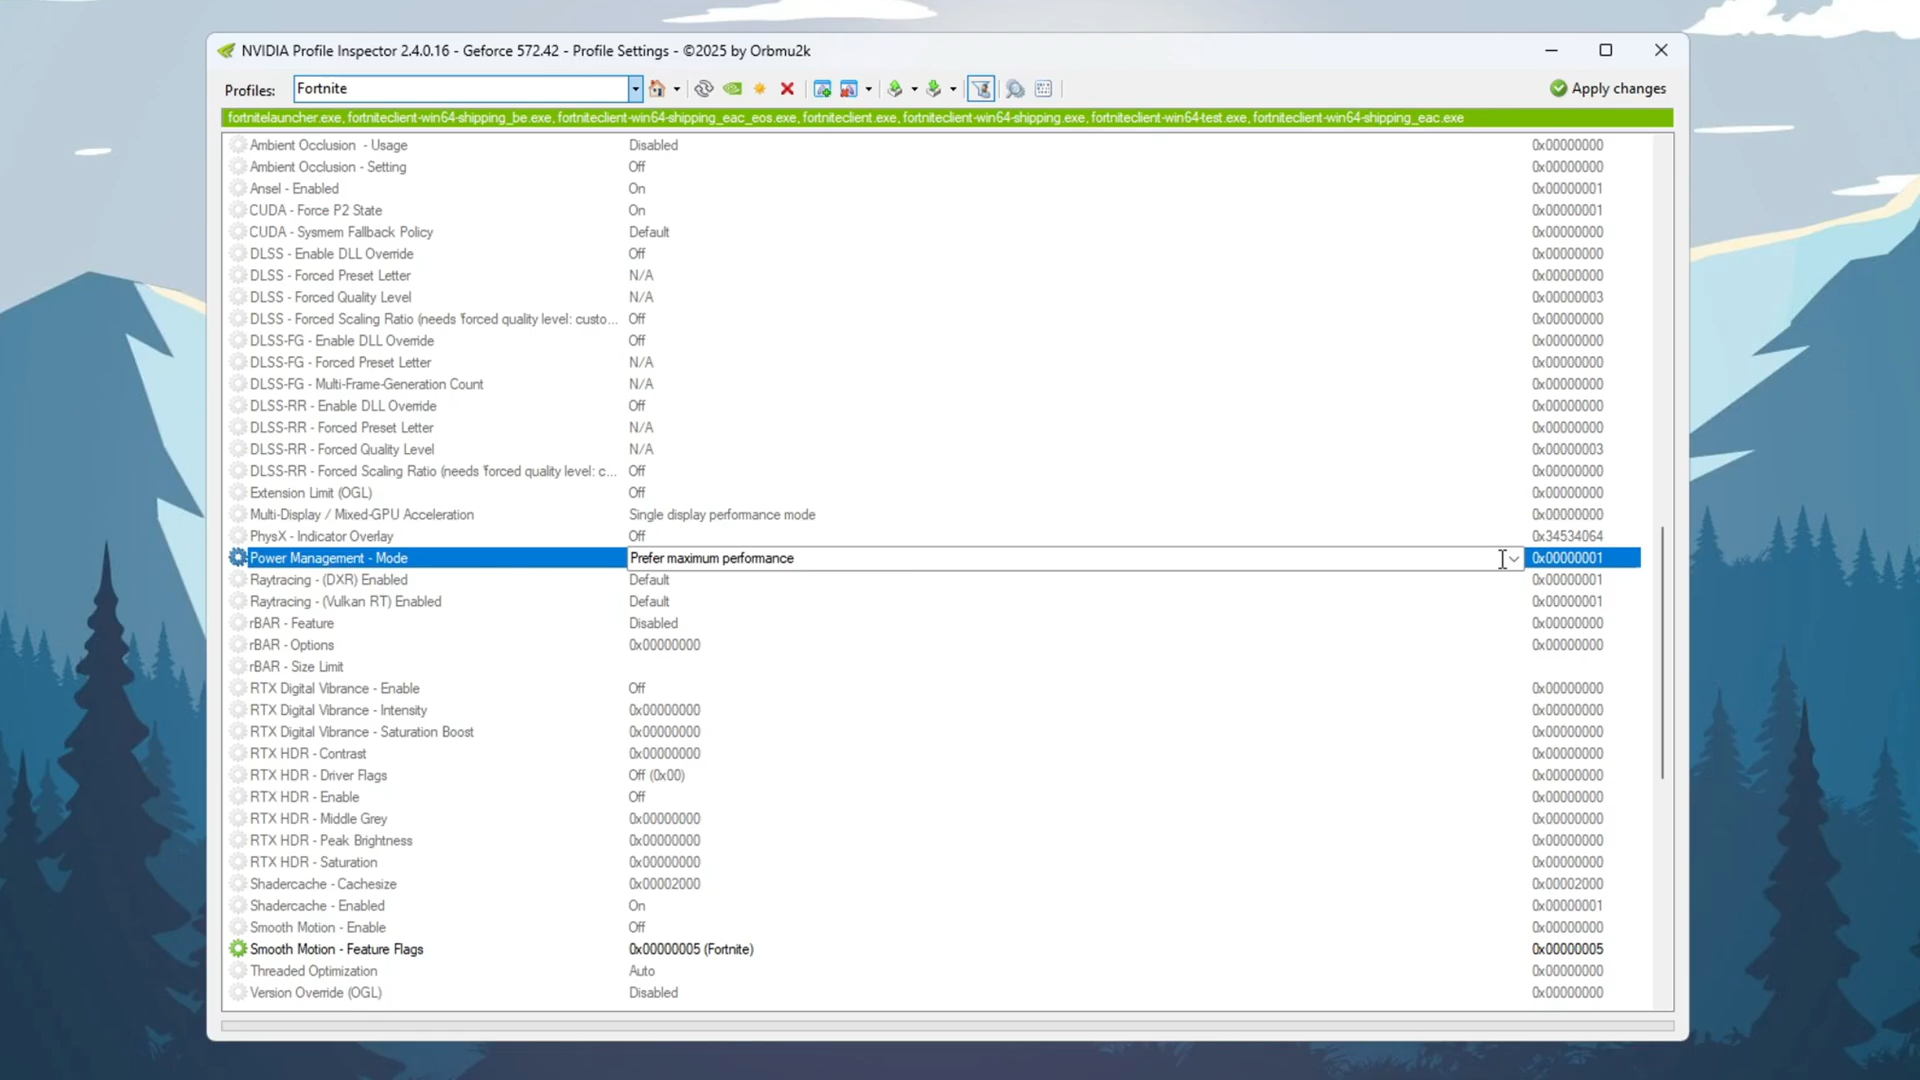 NVIDIA Profile Inspector 2.4.0.16 - Geforce 572.42 - Profile Settings - ©2025 by Orbmu2k
Profiles: Fortnite Apply changes
fortnitelauncher.exe, fortniteclient-win64-shipping_be.exe, fortniteclient-win64-shipping_eac_eos.exe, fortniteclient.exe, fortniteclient-win64-shipping.exe, fortniteclient-win64-test.exe, fortniteclient-win64-shipping_eac.exe
Ambient Occlusion - Usage Disabled 0x00000000
Ambient Occlusion - Setting Off 0x00000000
Ansel - Enabled On 0x00000001
CUDA - Force P2 State On 0x00000001
CUDA - Sysmem Fallback Policy Default 0x00000000
DLSS - Enable DLL Override Off 0x00000000
DLSS - Forced Preset Letter N/A 0x00000000
DLSS - Forced Quality Level N/A 0x00000003
DLSS - Forced Scaling Ratio (needs 'forced quality level: custo... Off 0x00000000
DLSS-FG - Enable DLL Override Off 0x00000000
DLSS-FG - Forced Preset Letter N/A 0x00000000
DLSS-FG - Multi-Frame-Generation Count N/A 0x00000000
DLSS-RR - Enable DLL Override Off 0x00000000
DLSS-RR - Forced Preset Letter N/A 0x00000000
DLSS-RR - Forced Quality Level N/A 0x00000003
DLSS-RR - Forced Scaling Ratio (needs 'forced quality level: c... Off 0x00000000
Extension Limit (OGL) Off 0x00000000
Multi-Display / Mixed-GPU Acceleration Single display performance mode 0x00000000
PhysX - Indicator Overlay Off 0x34534064
Power Management - Mode Prefer maximum performance 0x00000001
Raytracing - (DXR) Enabled Default 0x00000001
Raytracing - (Vulkan RT) Enabled Default 0x00000001
rBAR - Feature Disabled 0x00000000
rBAR - Options 0x00000000 0x00000000
rBAR - Size Limit
RTX Digital Vibrance - Enable Off 0x00000000
RTX Digital Vibrance - Intensity 0x00000000 0x00000000
RTX Digital Vibrance - Saturation Boost 0x00000000 0x00000000
RTX HDR - Contrast 0x00000000 0x00000000
RTX HDR - Driver Flags Off (0x00) 0x00000000
RTX HDR - Enable Off 0x00000000
RTX HDR - Middle Grey 0x00000000 0x00000000
RTX HDR - Peak Brightness 0x00000000 0x00000000
RTX HDR - Saturation 0x00000000 0x00000000
Shadercache - Cachesize 0x00002000 0x00002000
Shadercache - Enabled On 0x00000001
Smooth Motion - Enable Off 0x00000000
Smooth Motion - Feature Flags 0x00000005 (Fortnite) 0x00000005
Threaded Optimization Auto 0x00000000
Version Override (OGL) Disabled 0x00000000